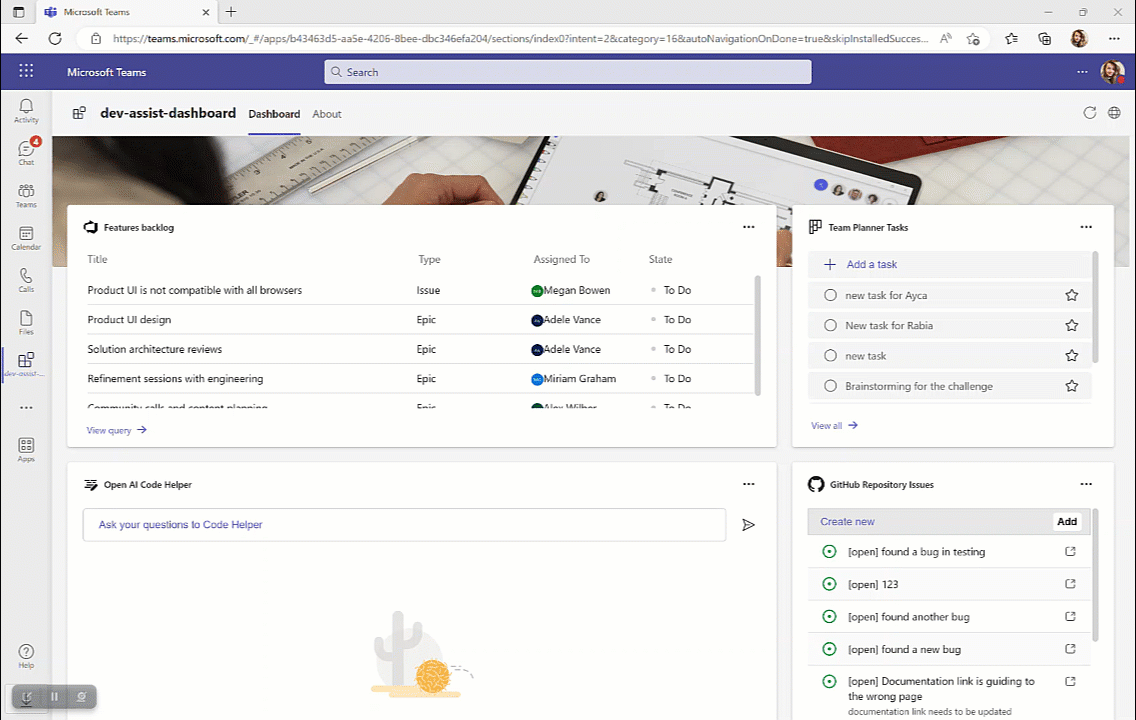 Microsoft Teams
https://teams.microsoft.com/_#/apps/b43463d5-aa5e-4206-8bee-dbc346efa204/sections/index0?intent=2&category=16&autoNavigationOnDone=true&skipInstalledSucces...
Microsoft Teams
Search
Activity
4
Chat
Teams
Calendar
Calls
Files
dev-assist-...
Apps
Help
dev-assist-dashboard
Dashboard
About
Features backlog
Title Type Assigned To State
Product UI is not compatible with all browsers Issue Megan Bowen To Do
Product UI design Epic Adele Vance To Do
Solution architecture reviews Epic Adele Vance To Do
Refinement sessions with engineering Epic Miriam Graham To Do
Community calls and content planning Epic Alex Wilber To Do
View query
Team Planner Tasks
Add a task
new task for Ayca
New task for Rabia
new task
Brainstorming for the challenge
View all
Open AI Code Helper
Ask your questions to Code Helper
GitHub Repository Issues
Create new Add
[open] found a bug in testing
[open] 123
[open] found another bug
[open] found a new bug
[open] Documentation link is guiding to
the wrong page
documentation link needs to be updated